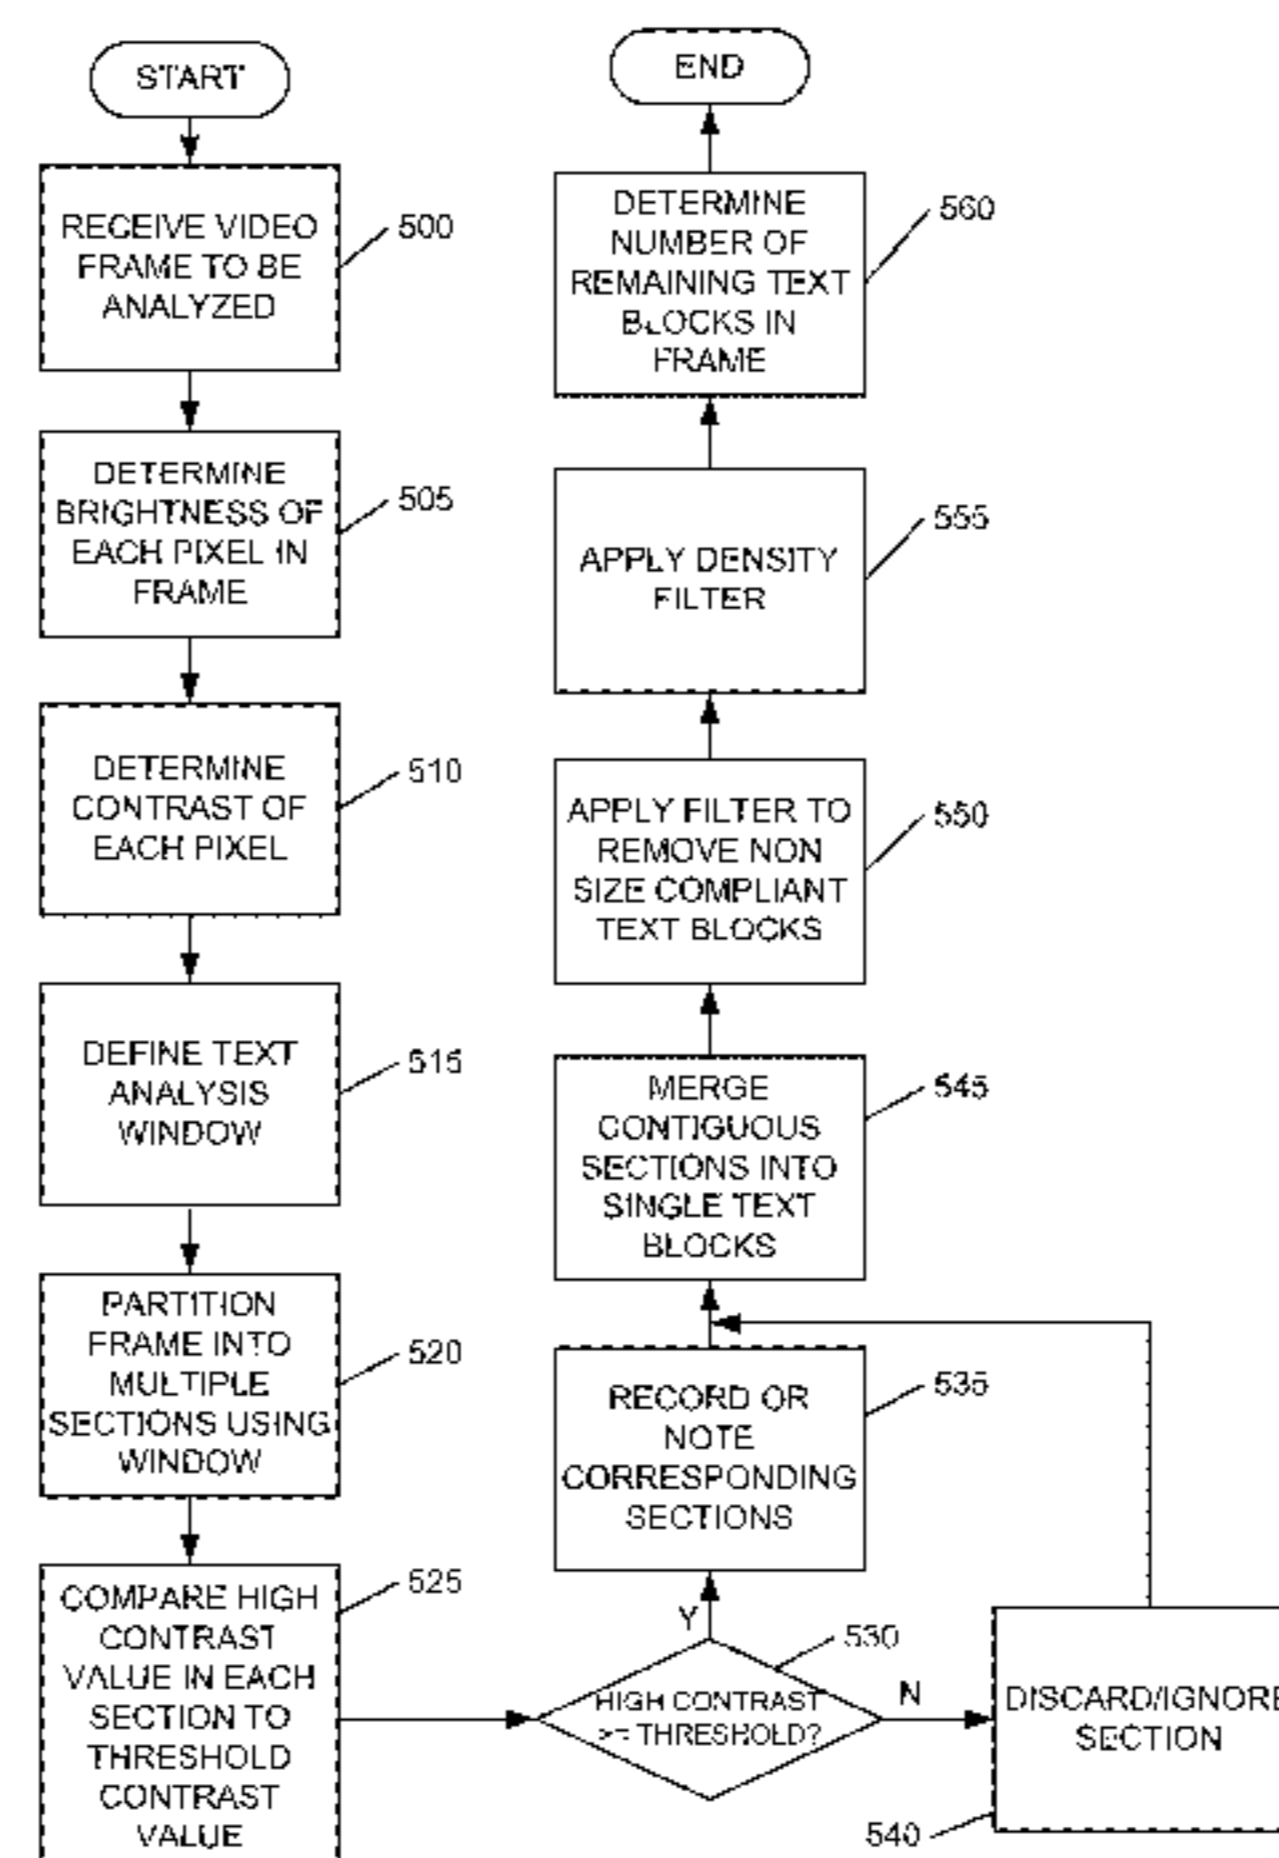 START
RECEIVE VIDEO
FRAME TO BE
ANALYZED
500
DETERMINE
BRIGHTNESS OF
EACH PIXEL IN
FRAME
505
DETERMINE
CONTRAST OF
EACH PIXEL
510
DEFINE TEXT
ANALYSIS
WINDOW
515
PARTITION
FRAME INTO
MULTIPLE
SECTIONS USING
WINDOW
520
COMPARE HIGH
CONTRAST
VALUE IN EACH
SECTION TO
THRESHOLD
CONTRAST
VALUE
525
HIGH CONTRAST
>= THRESHOLD?
530
Y
N
RECORD OR
NOTE
CORRESPONDING
SECTIONS
535
DISCARD/IGNORE
SECTION
540
MERGE
CONTIGUOUS
SECTIONS INTO
SINGLE TEXT
BLOCKS
545
APPLY FILTER TO
REMOVE NON
SIZE COMPLIANT
TEXT BLOCKS
550
APPLY DENSITY
FILTER
555
DETERMINE
NUMBER OF
REMAINING TEXT
BLOCKS IN
FRAME
560
END